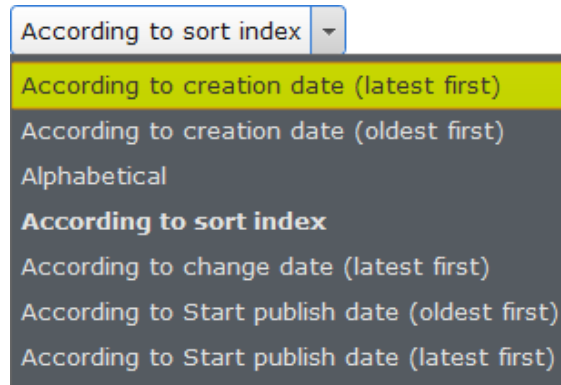 According to sort index
According to creation date (latest first)
According to creation date (oldest first)
Alphabetical
According to sort index
According to change date (latest first)
According to Start publish date (oldest first)
According to Start publish date (latest first)